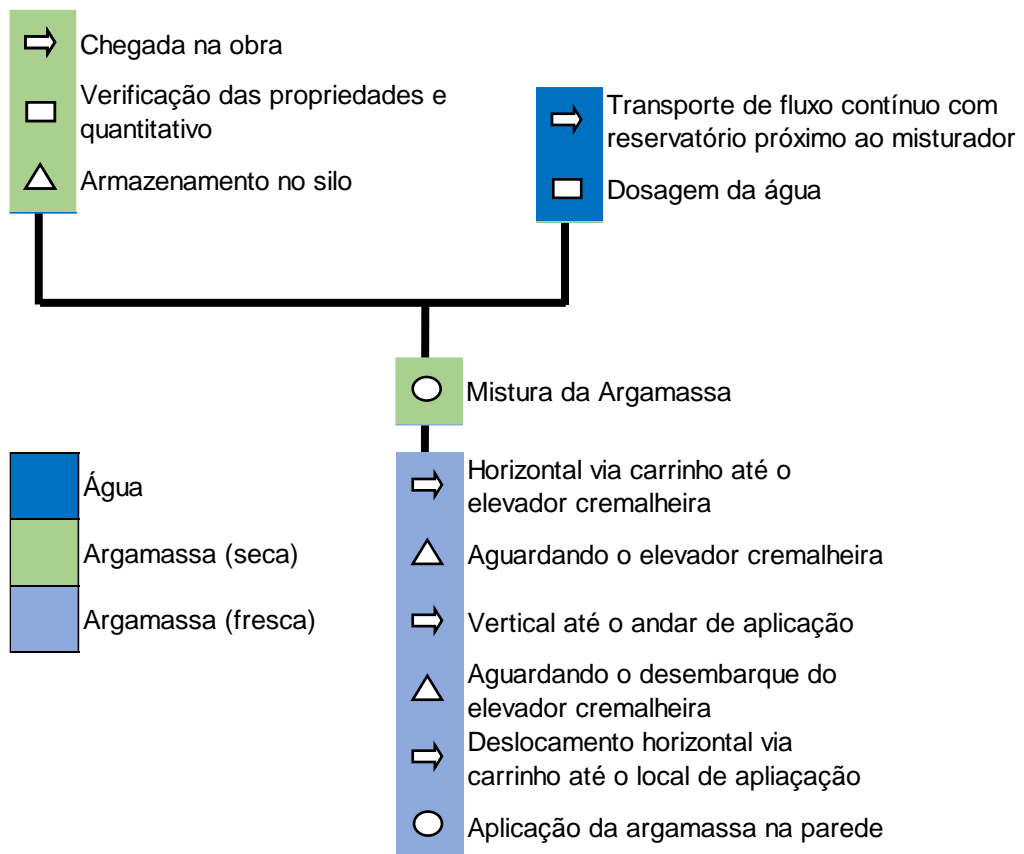 Chegada na obra
Verificação das propriedades e
quantitativo
Armazenamento no silo
Transporte de fluxo contínuo com
reservatório próximo ao misturador
Dosagem da água
Mistura da Argamassa
Água
Argamassa (seca)
Argamassa (fresca)
Horizontal via carrinho até o
elevador cremalheira
Aguardando o elevador cremalheira
Vertical até o andar de aplicação
Aguardando o desembarque do
elevador cremalheira
Deslocamento horizontal via
carrinho até o local de apliaçação
Aplicação da argamassa na parede